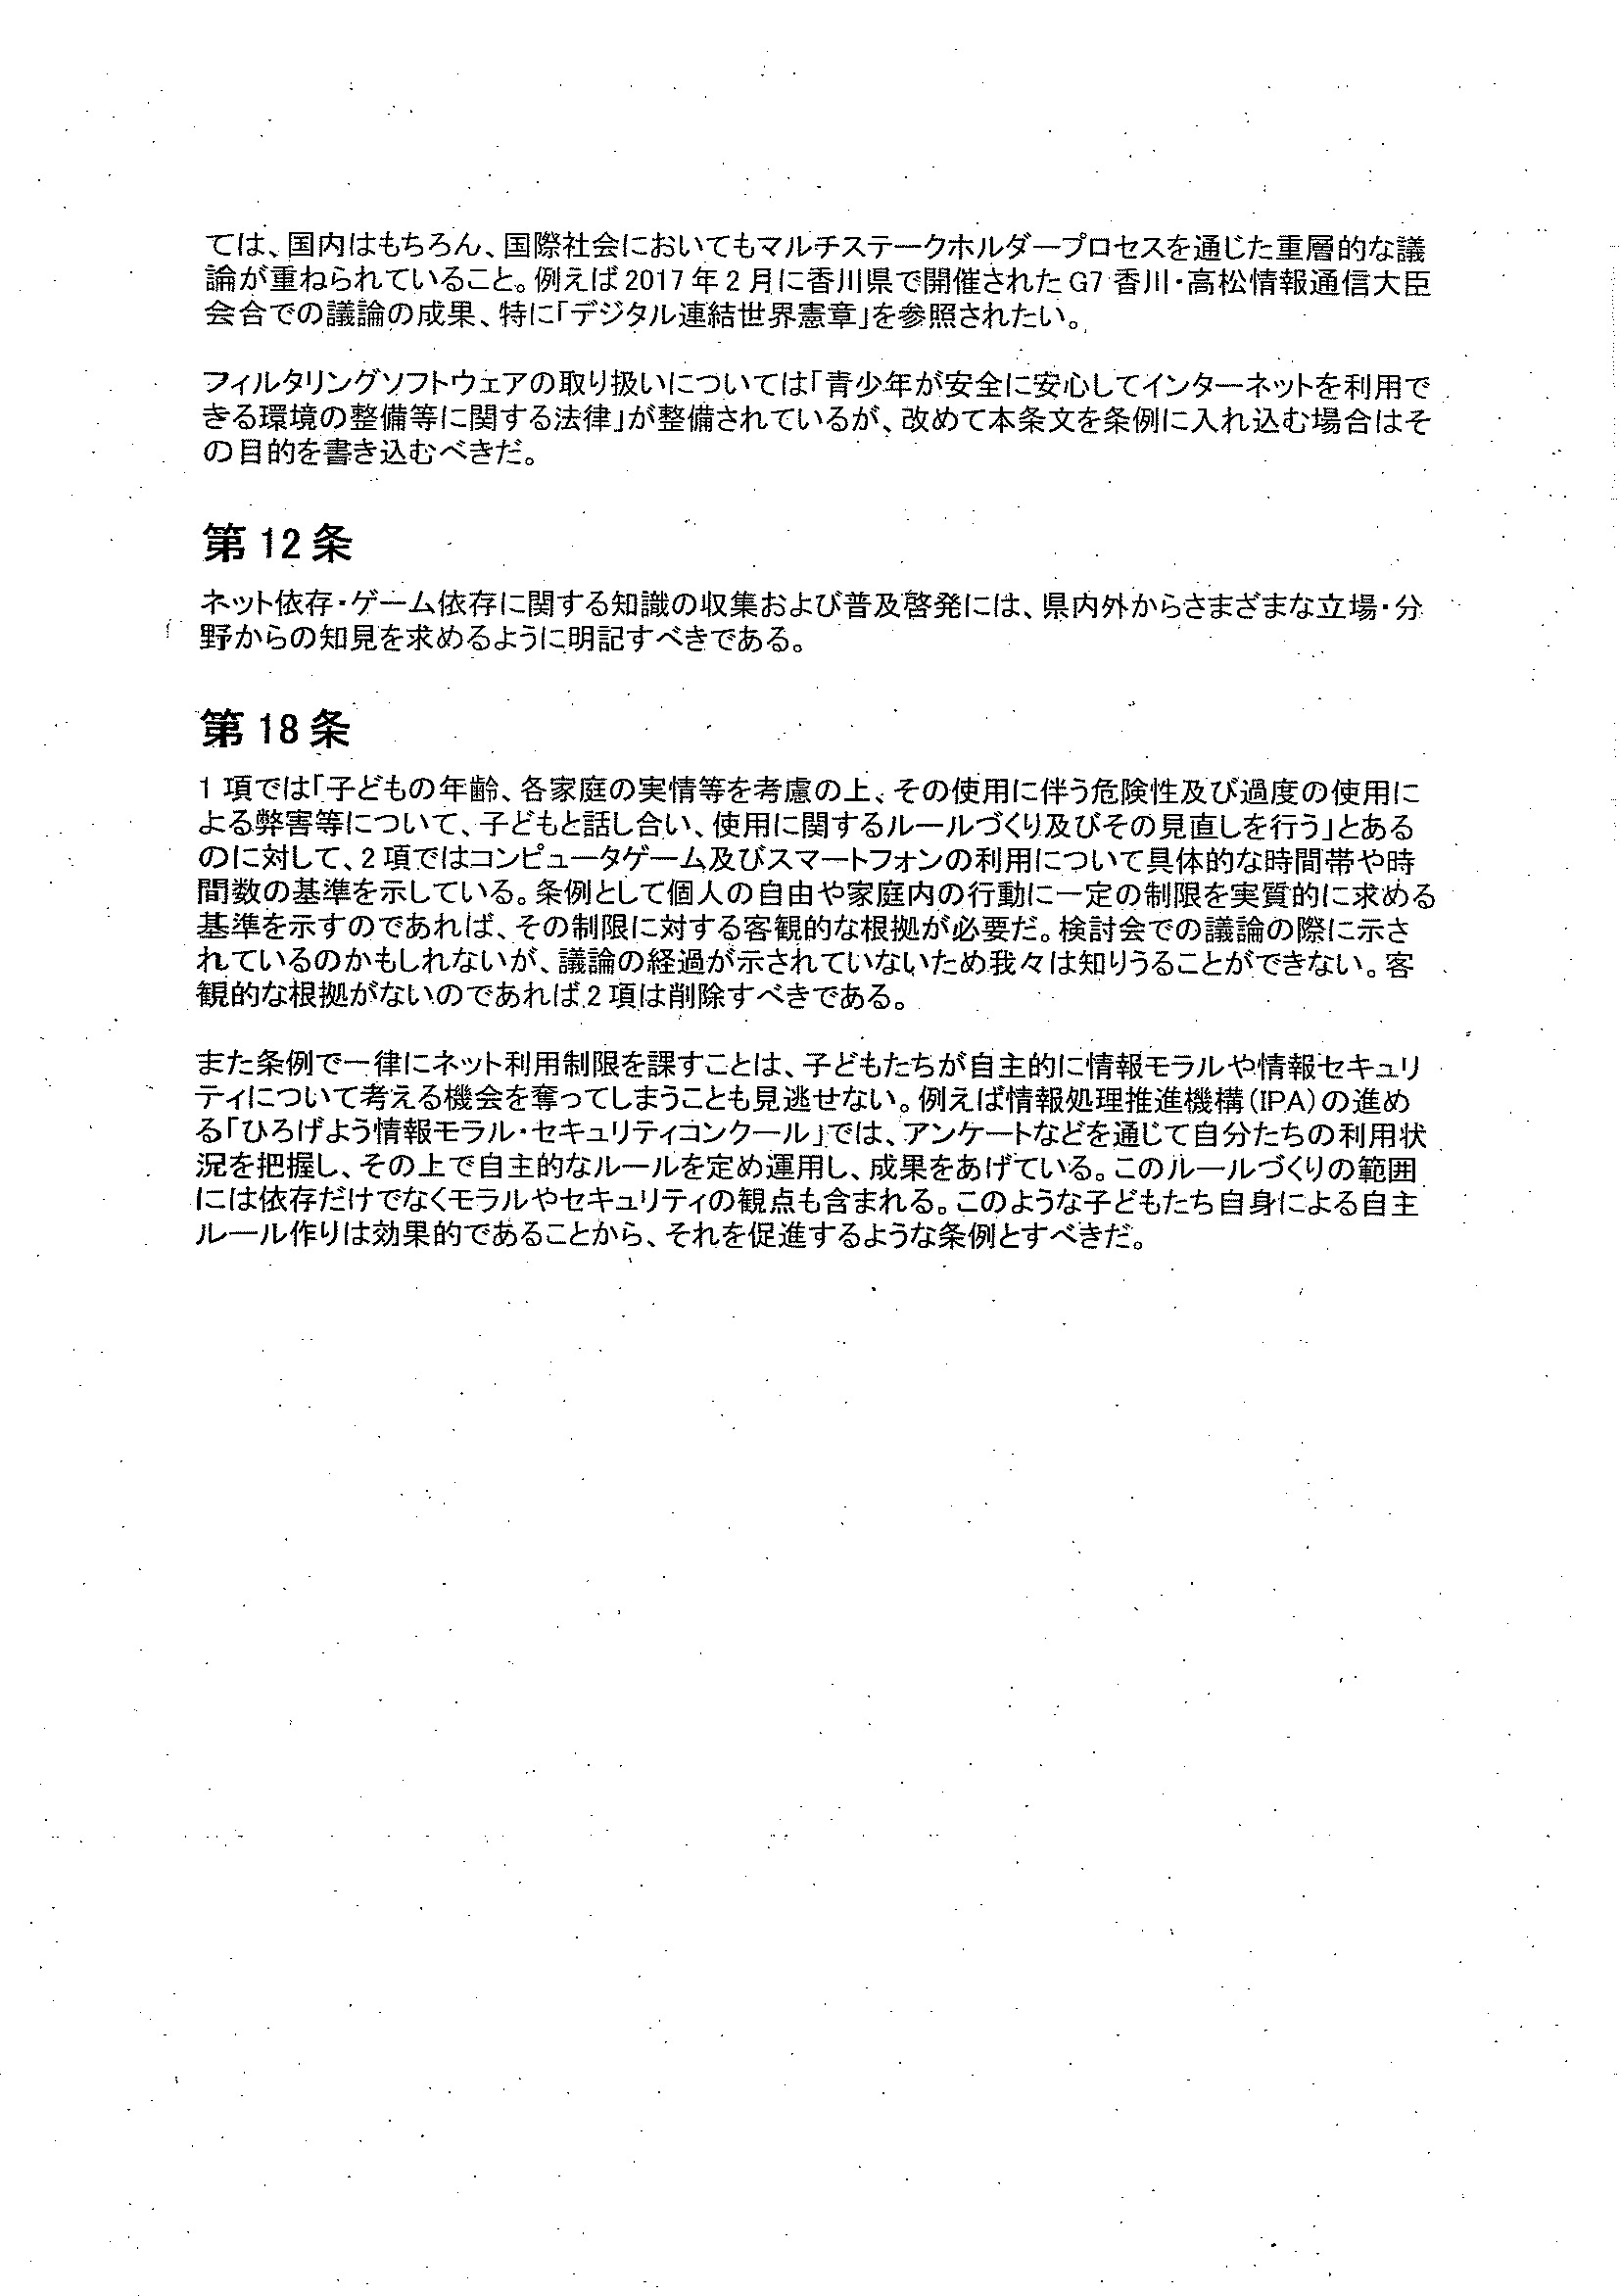 ては、国内はもちろん、国際社会においてもマルチステークホルダープロセスを通じた重層的な議
論が重ねられていること。例えば 2017 年 2 月に香川県で開催された G7 香川・高松情報通信大臣
会合での議論の成果、特に「デジタル連結世界憲章」を参照されたい。
フィルタリングソフトウェアの取り扱いについては「青少年が安全に安心してインターネットを利用で
きる環境の整備等に関する法律」が整備されているが、改めて本条文を条例に入れ込む場合はそ
の目的を書き込むべきだ。
第 12 条
ネット依存・ゲーム依存に関する知識の収集および普及啓発には、県内外からさまざまな立場・分
野からの知見を求めるように明記すべきである。
第 18 条
1 項では「子どもの年齢、各家庭の実情等を考慮の上、その使用に伴う危険性及び過度の使用に
よる弊害等について、子どもと話し合い、使用に関するルールづくり及びその見直しを行う」とある
のに対して、2 項ではコンピュータゲーム及びスマートフォンの利用について具体的な時間帯や時
間数の基準を示している。条例として個人の自由や家庭内の行動に一定の制限を実質的に求める
基準を示すのであれば、その制限に対する客観的な根拠が必要だ。検討会での議論の際に示さ
れているのかもしれないが、議論の経過が示されていないため我々は知りうることができない。客
観的な根拠がないのであれば 2 項は削除すべきである。
また条例で一律にネット利用制限を課すことは、子どもたちが自主的に情報モラルや情報セキュリ
ティについて考える機会を奪ってしまうことも見逃せない。例えば情報処理推進機構(IPA)の進め
る「ひろげよう情報モラル・セキュリティコンクール」では、アンケートなどを通じて自分たちの利用状
況を把握し、その上で自主的なルールを定め運用し、成果をあげている。このルールづくりの範囲
には依存だけでなくモラルやセキュリティの観点も含まれる。このような子どもたち自身による自主
ルール作りは効果的であることから、それを促進するような条例とすべきだ。